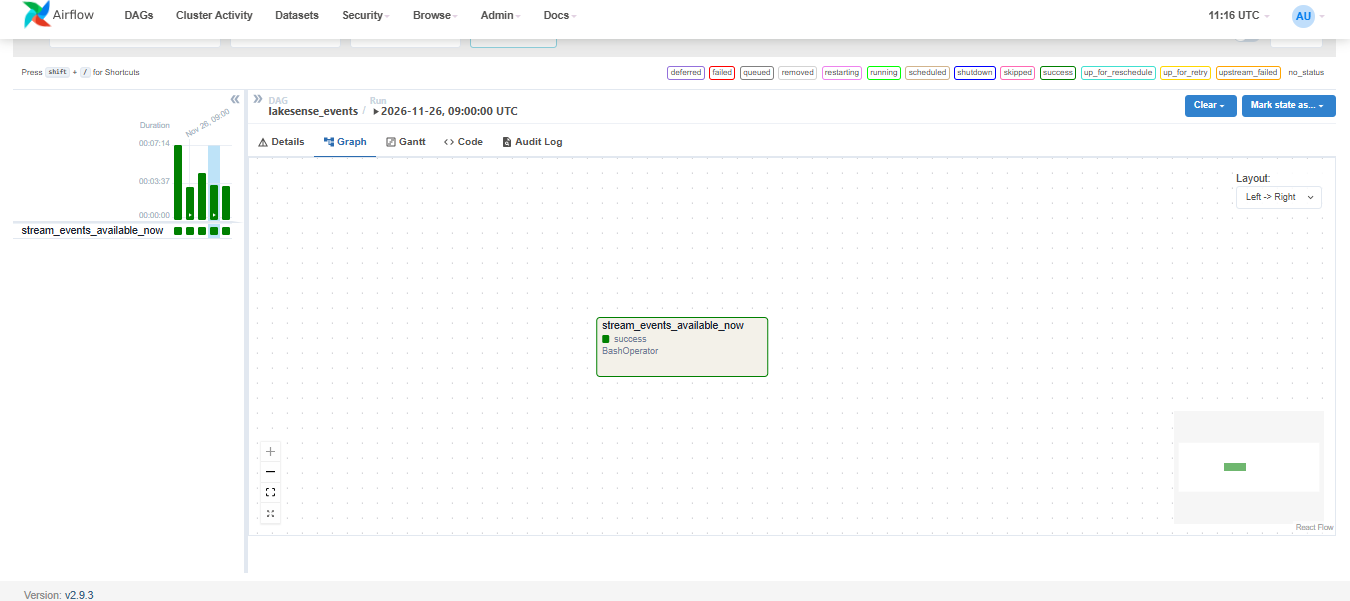 Airflow
DAGs
Cluster Activity
Datasets
Security
Browse
Admin
Docs
11:16 UTC
AU
Press shift + / for Shortcuts
deferred
failed
queued
removed
restarting
running
scheduled
shutdown
skipped
success
up_for_reschedule
up_for_retry
upstream_failed
no_status
Duration
Nov 26, 09:00
00:07:14
00:03:37
00:00:00
stream_events_available_now
DAG
lakesense_events /
Run
2026-11-26, 09:00:00 UTC
Clear
Mark state as...
Details
Graph
Gantt
Code
Audit Log
Layout:
Left -> Right
stream_events_available_now
success
BashOperator
React Flow
Version: v2.9.3